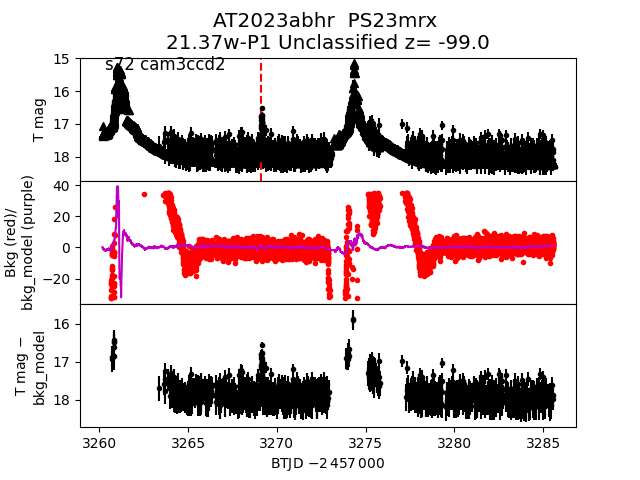 AT2023abhr  PS23mrx
21.37w-P1 Unclassified z= -99.0
s72 cam3ccd2
T mag
15
16
17
18
Bkg (red)/
bkg_model (purple)
40
20
0
−20
T mag −
bkg_model
16
17
18
3260 3265 3270 3275 3280 3285
BTJD −2 457 000